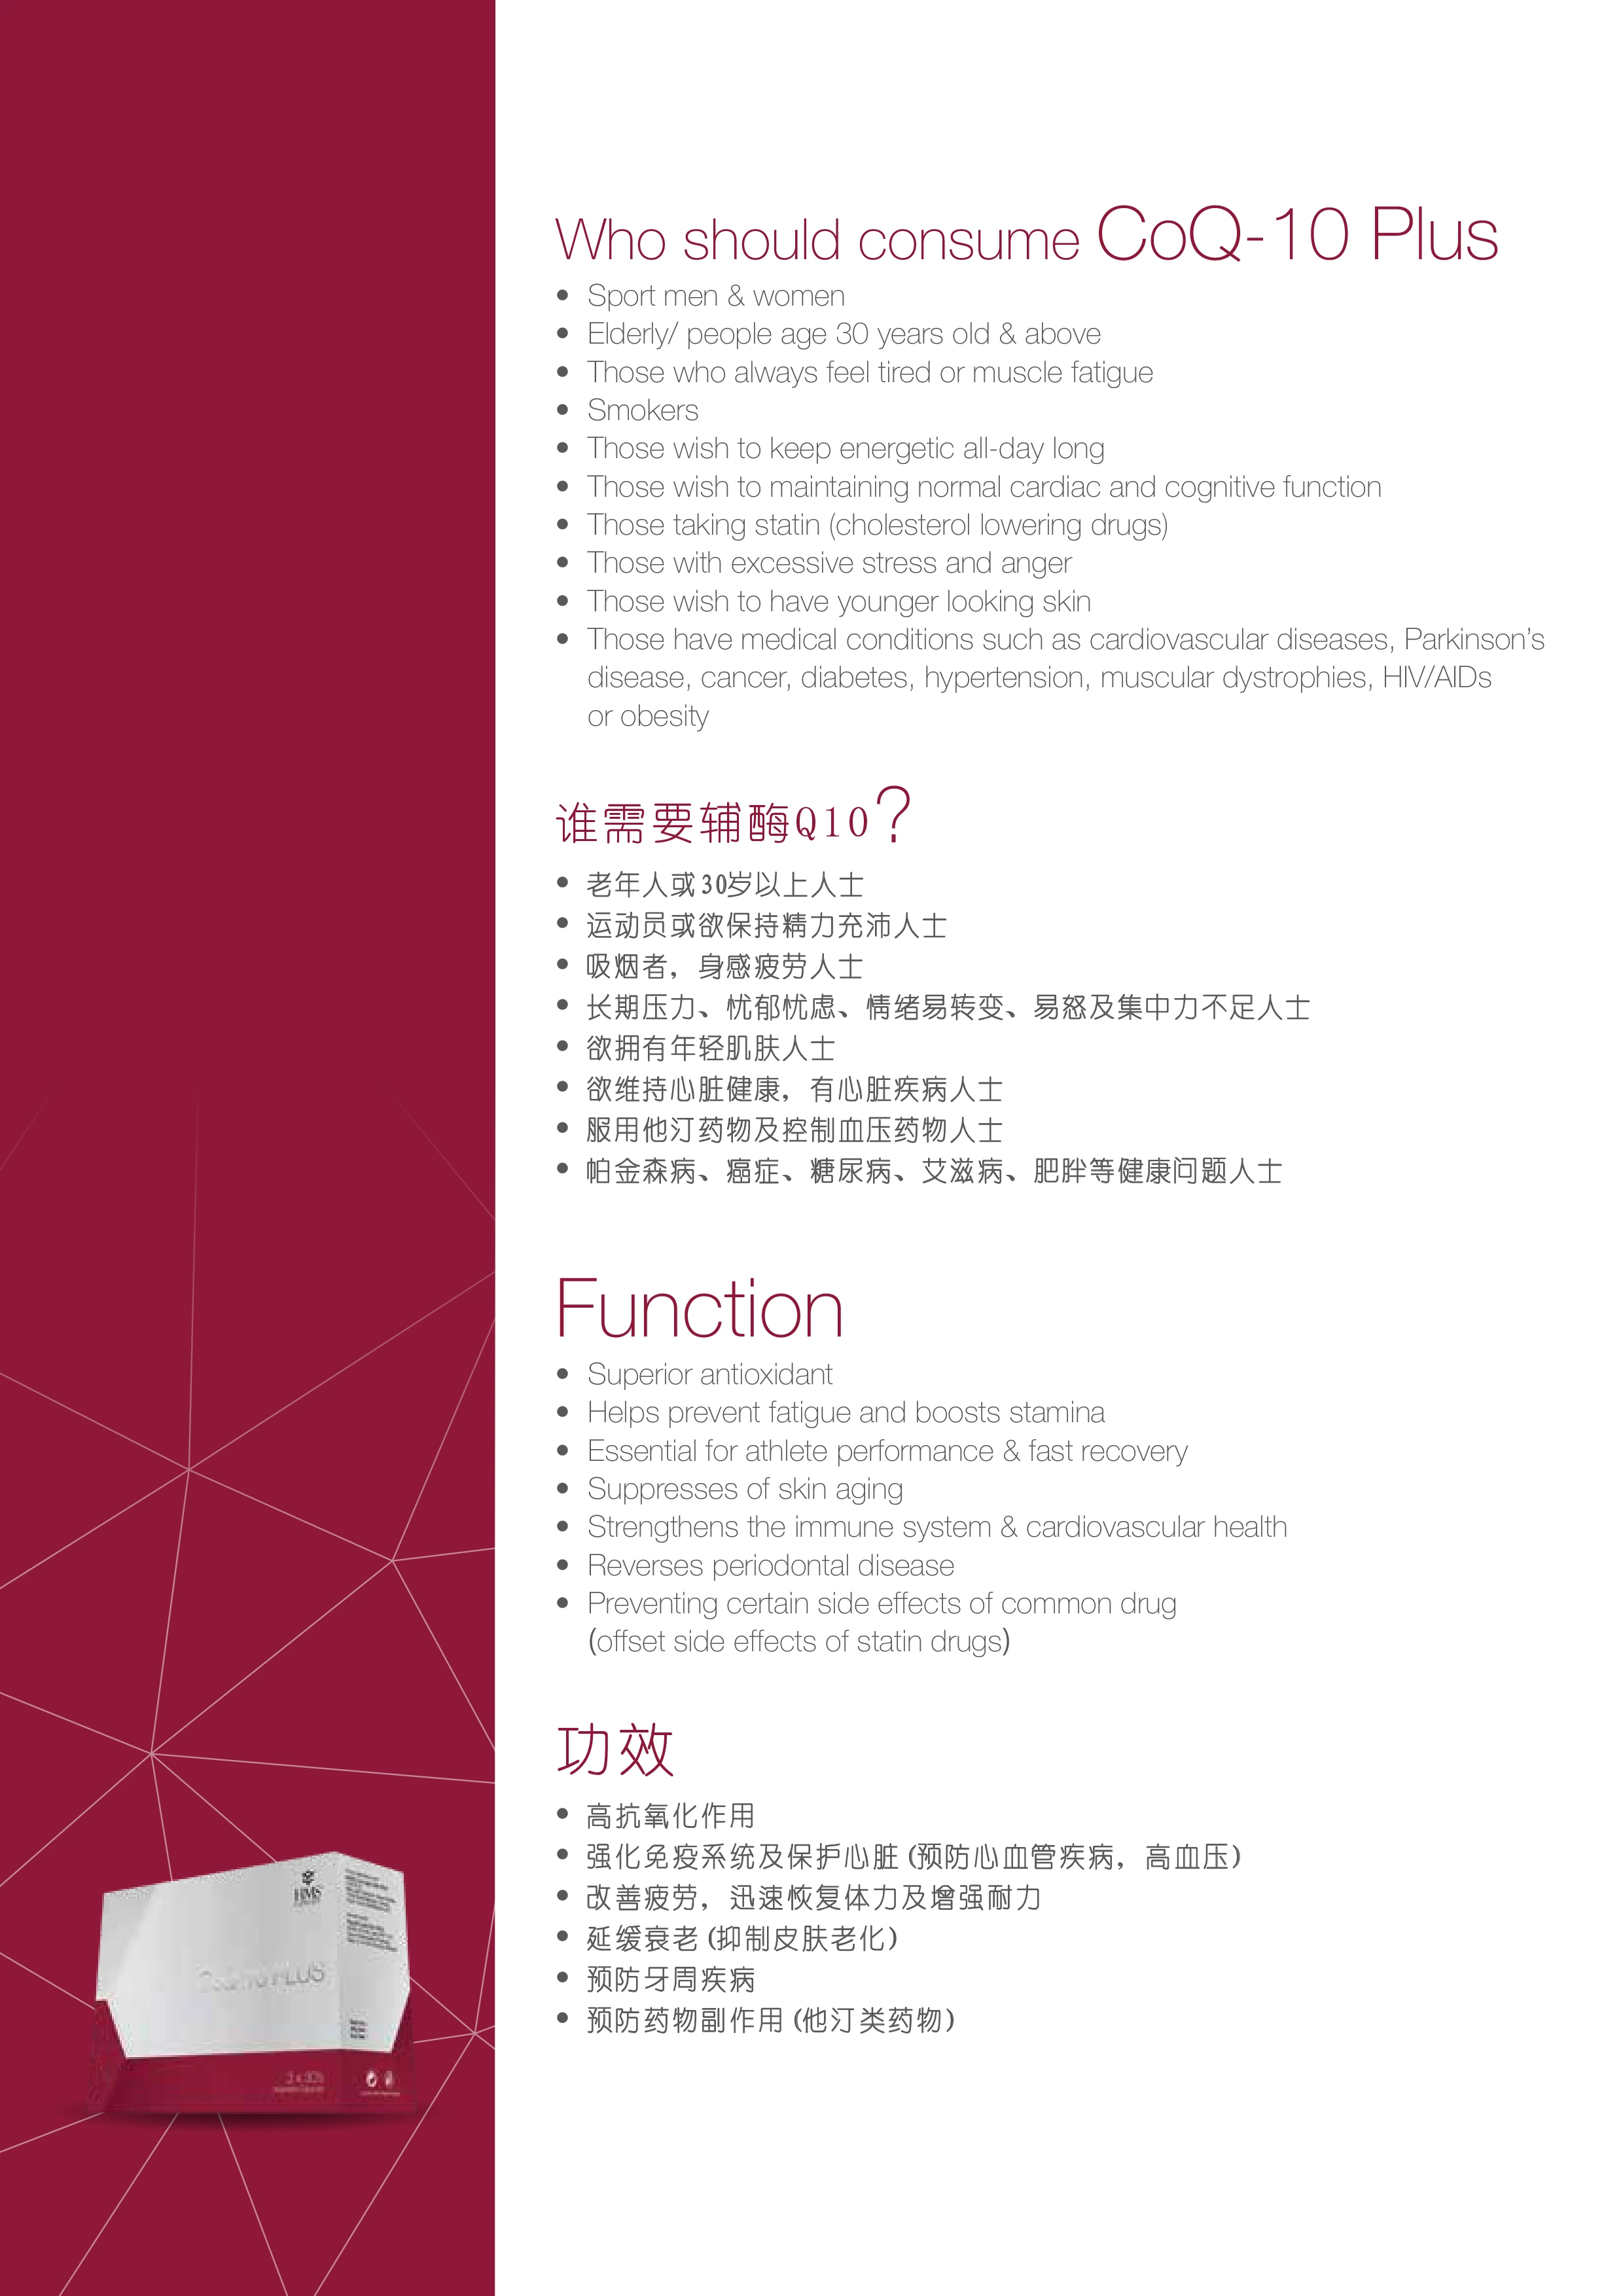 Who should consume CoQ-10 Plus
• Sport men & women
• Elderly/ people age 30 years old & above
• Those who always feel tired or muscle fatigue
• Smokers
• Those wish to keep energetic all-day long
• Those wish to maintaining normal cardiac and cognitive function
• Those taking statin (cholesterol lowering drugs)
• Those with excessive stress and anger
• Those wish to have younger looking skin
• Those have medical conditions such as cardiovascular diseases, Parkinson’s
disease, cancer, diabetes, hypertension, muscular dystrophies, HIV/AIDs
or obesity
谁需要辅酶Q10?
• 老年人或30岁以上人士
• 运动员或欲保持精力充沛人士
• 吸烟者，身感疲劳人士
• 长期压力、忧郁忧虑、情绪易转变、易怒及集中力不足人士
• 欲拥有年轻肌肤人士
• 欲维持心脏健康，有心脏疾病人士
• 服用他汀药物及控制血压药物人士
• 帕金森病、癌症、糖尿病、艾滋病、肥胖等健康问题人士
Function
• Superior antioxidant
• Helps prevent fatigue and boosts stamina
• Essential for athlete performance & fast recovery
• Suppresses of skin aging
• Strengthens the immune system & cardiovascular health
• Reverses periodontal disease
• Preventing certain side effects of common drug
(offset side effects of statin drugs)
功效
• 高抗氧化作用
• 强化免疫系统及保护心脏 (预防心血管疾病，高血压)
• 改善疲劳，迅速恢复体力及增强耐力
• 延缓衰老 (抑制皮肤老化)
• 预防牙周疾病
• 预防药物副作用 (他汀类药物)
HMS
CoQ-10 PLUS